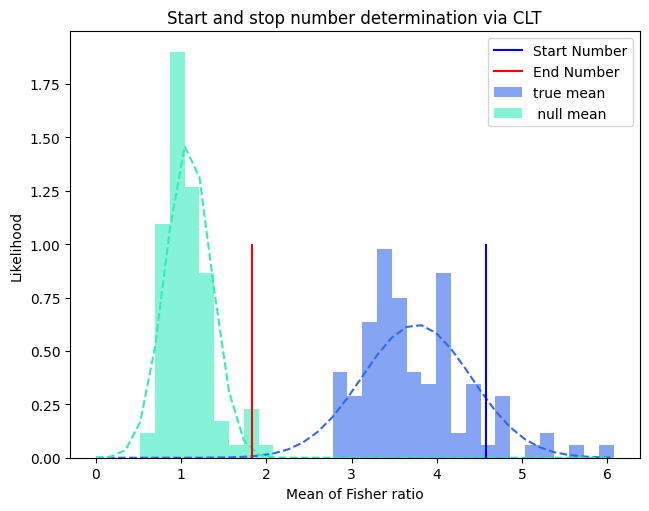 Start and stop number determination via CLT
Start Number
End Number
true mean
null mean
Likelihood
1.75
1.50
1.25
1.00
0.75
0.50
0.25
0.00
0 1 2 3 4 5 6
Mean of Fisher ratio